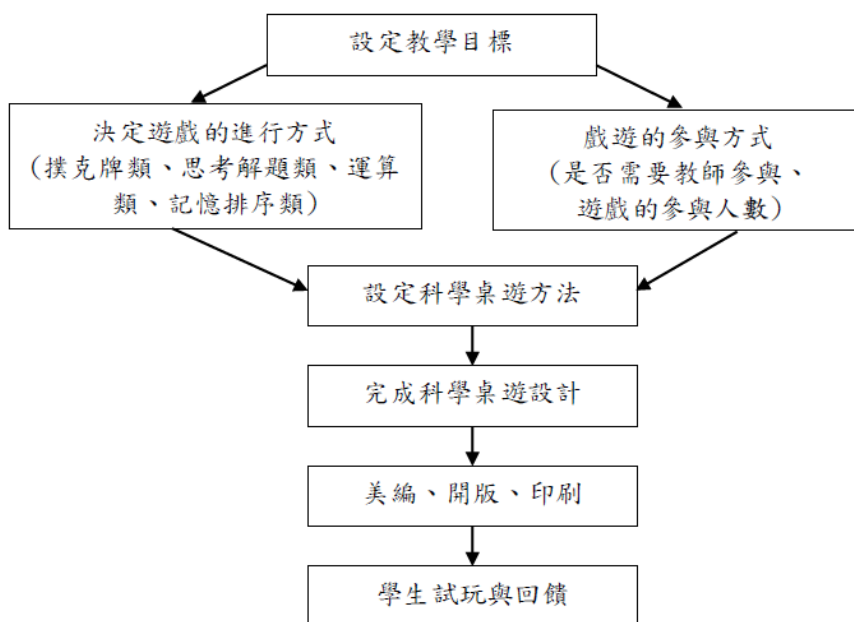 設定教學目標
決定遊戲的進行方式
(撲克牌類、思考解題類、運算
類、記憶排序類)
戲遊的參與方式
(是否需要教師參與、
遊戲的參與人數)
設定科學桌遊方法
完成科學桌遊設計
美編、開版、印刷
學生試玩與回饋